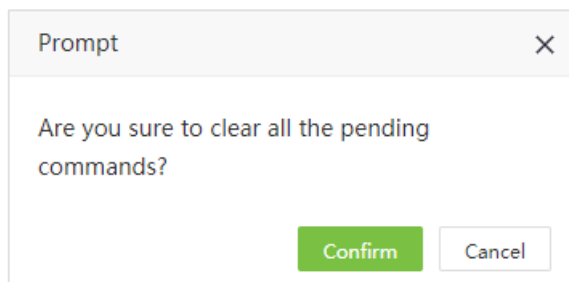 Prompt
Are you sure to clear all the pending
commands?
Confirm Cancel